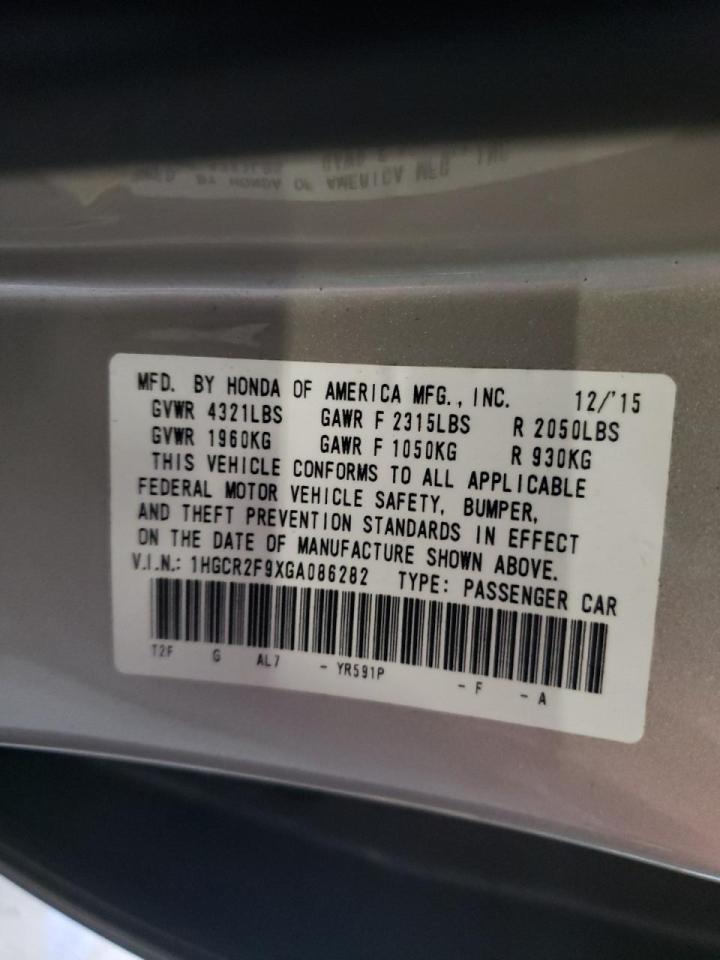 MFD. BY HONDA OF AMERICA MFG., INC. 12/'15
GVWR 4321LBS GAWR F 2315LBS R 2050LBS
GVWR 1960KG GAWR F 1050KG R 930KG
THIS VEHICLE CONFORMS TO ALL APPLICABLE
FEDERAL MOTOR VEHICLE SAFETY, BUMPER,
AND THEFT PREVENTION STANDARDS IN EFFECT
ON THE DATE OF MANUFACTURE SHOWN ABOVE.
V.I.N.: 1HGCR2F9XGA086282 TYPE: PASSENGER CAR
T2F G AL7 - YR591P - F - A